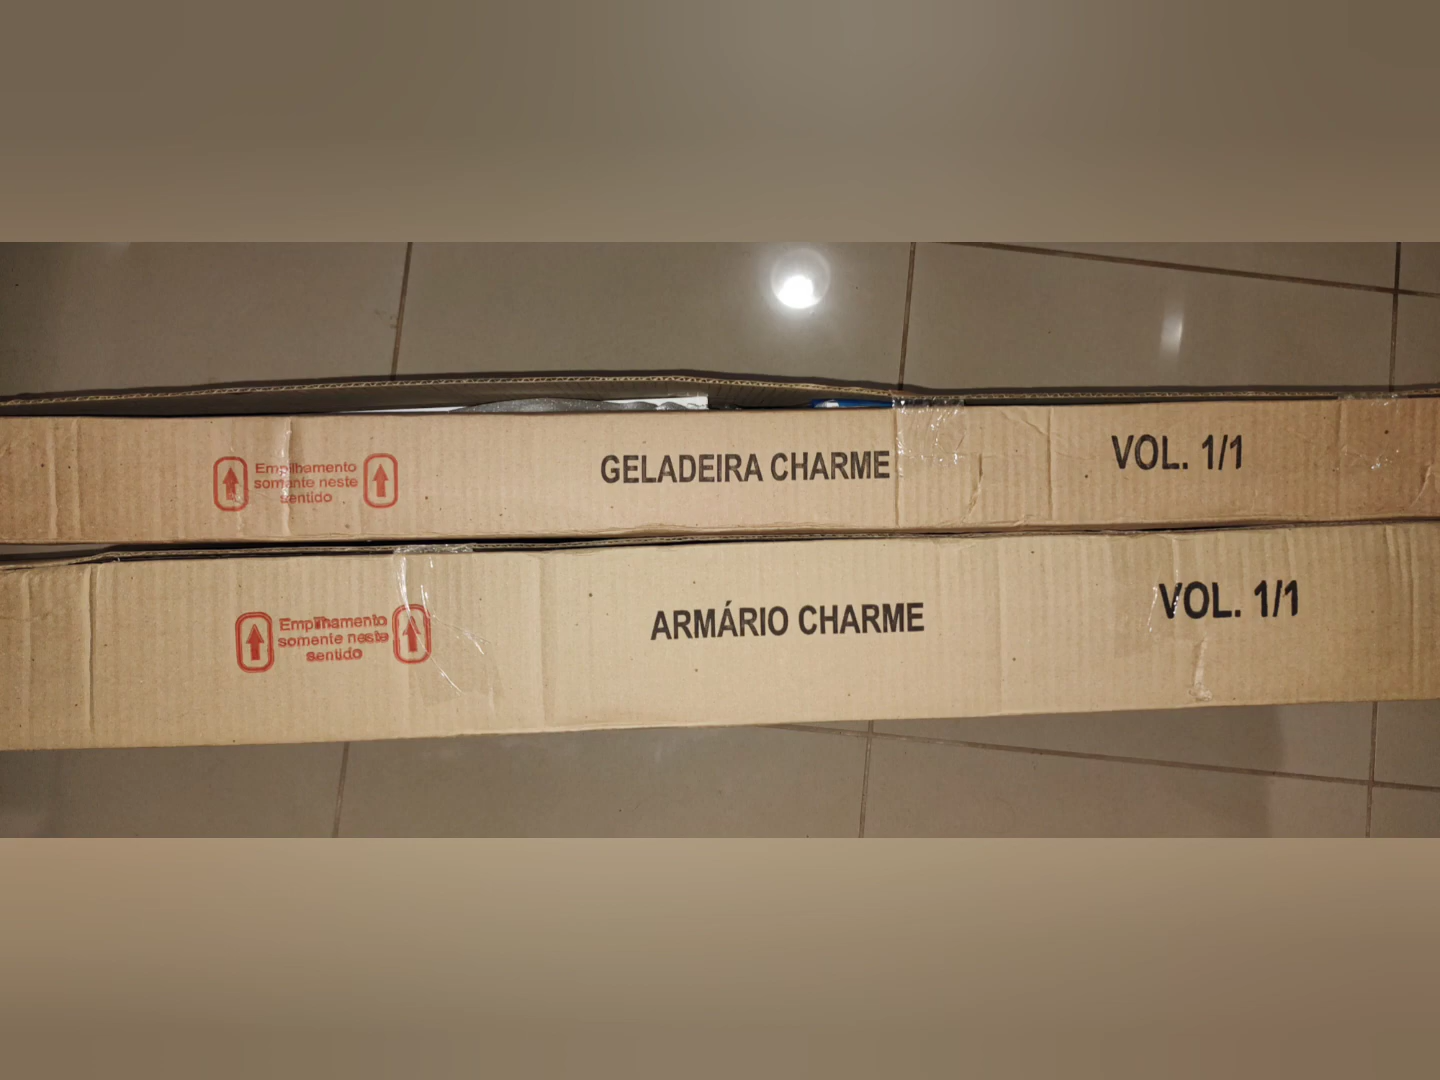 Empilhamento
somente neste
sentido
GELADEIRA CHARME
VOL. 1/1
Empilhamento
somente neste
sentido
ARMÁRIO CHARME
VOL. 1/1